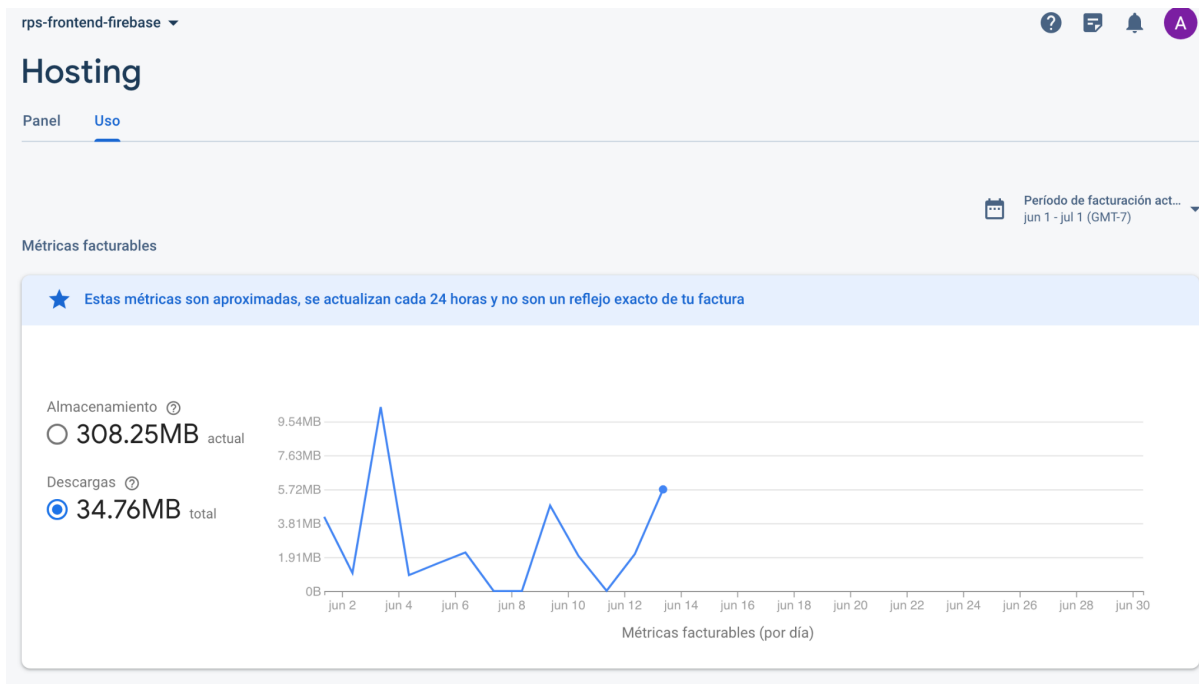 rps-frontend-firebase
A
Hosting
Panel Uso
Período de facturación act...
jun 1 - jul 1 (GMT-7)
Métricas facturables
Estas métricas son aproximadas, se actualizan cada 24 horas y no son un reflejo exacto de tu factura
Almacenamiento
308.25MB actual
Descargas
34.76MB total
9.54MB
7.63MB
5.72MB
3.81MB
1.91MB
0B
jun 2 jun 4 jun 6 jun 8 jun 10 jun 12 jun 14 jun 16 jun 18 jun 20 jun 22 jun 24 jun 26 jun 28 jun 30
Métricas facturables (por día)